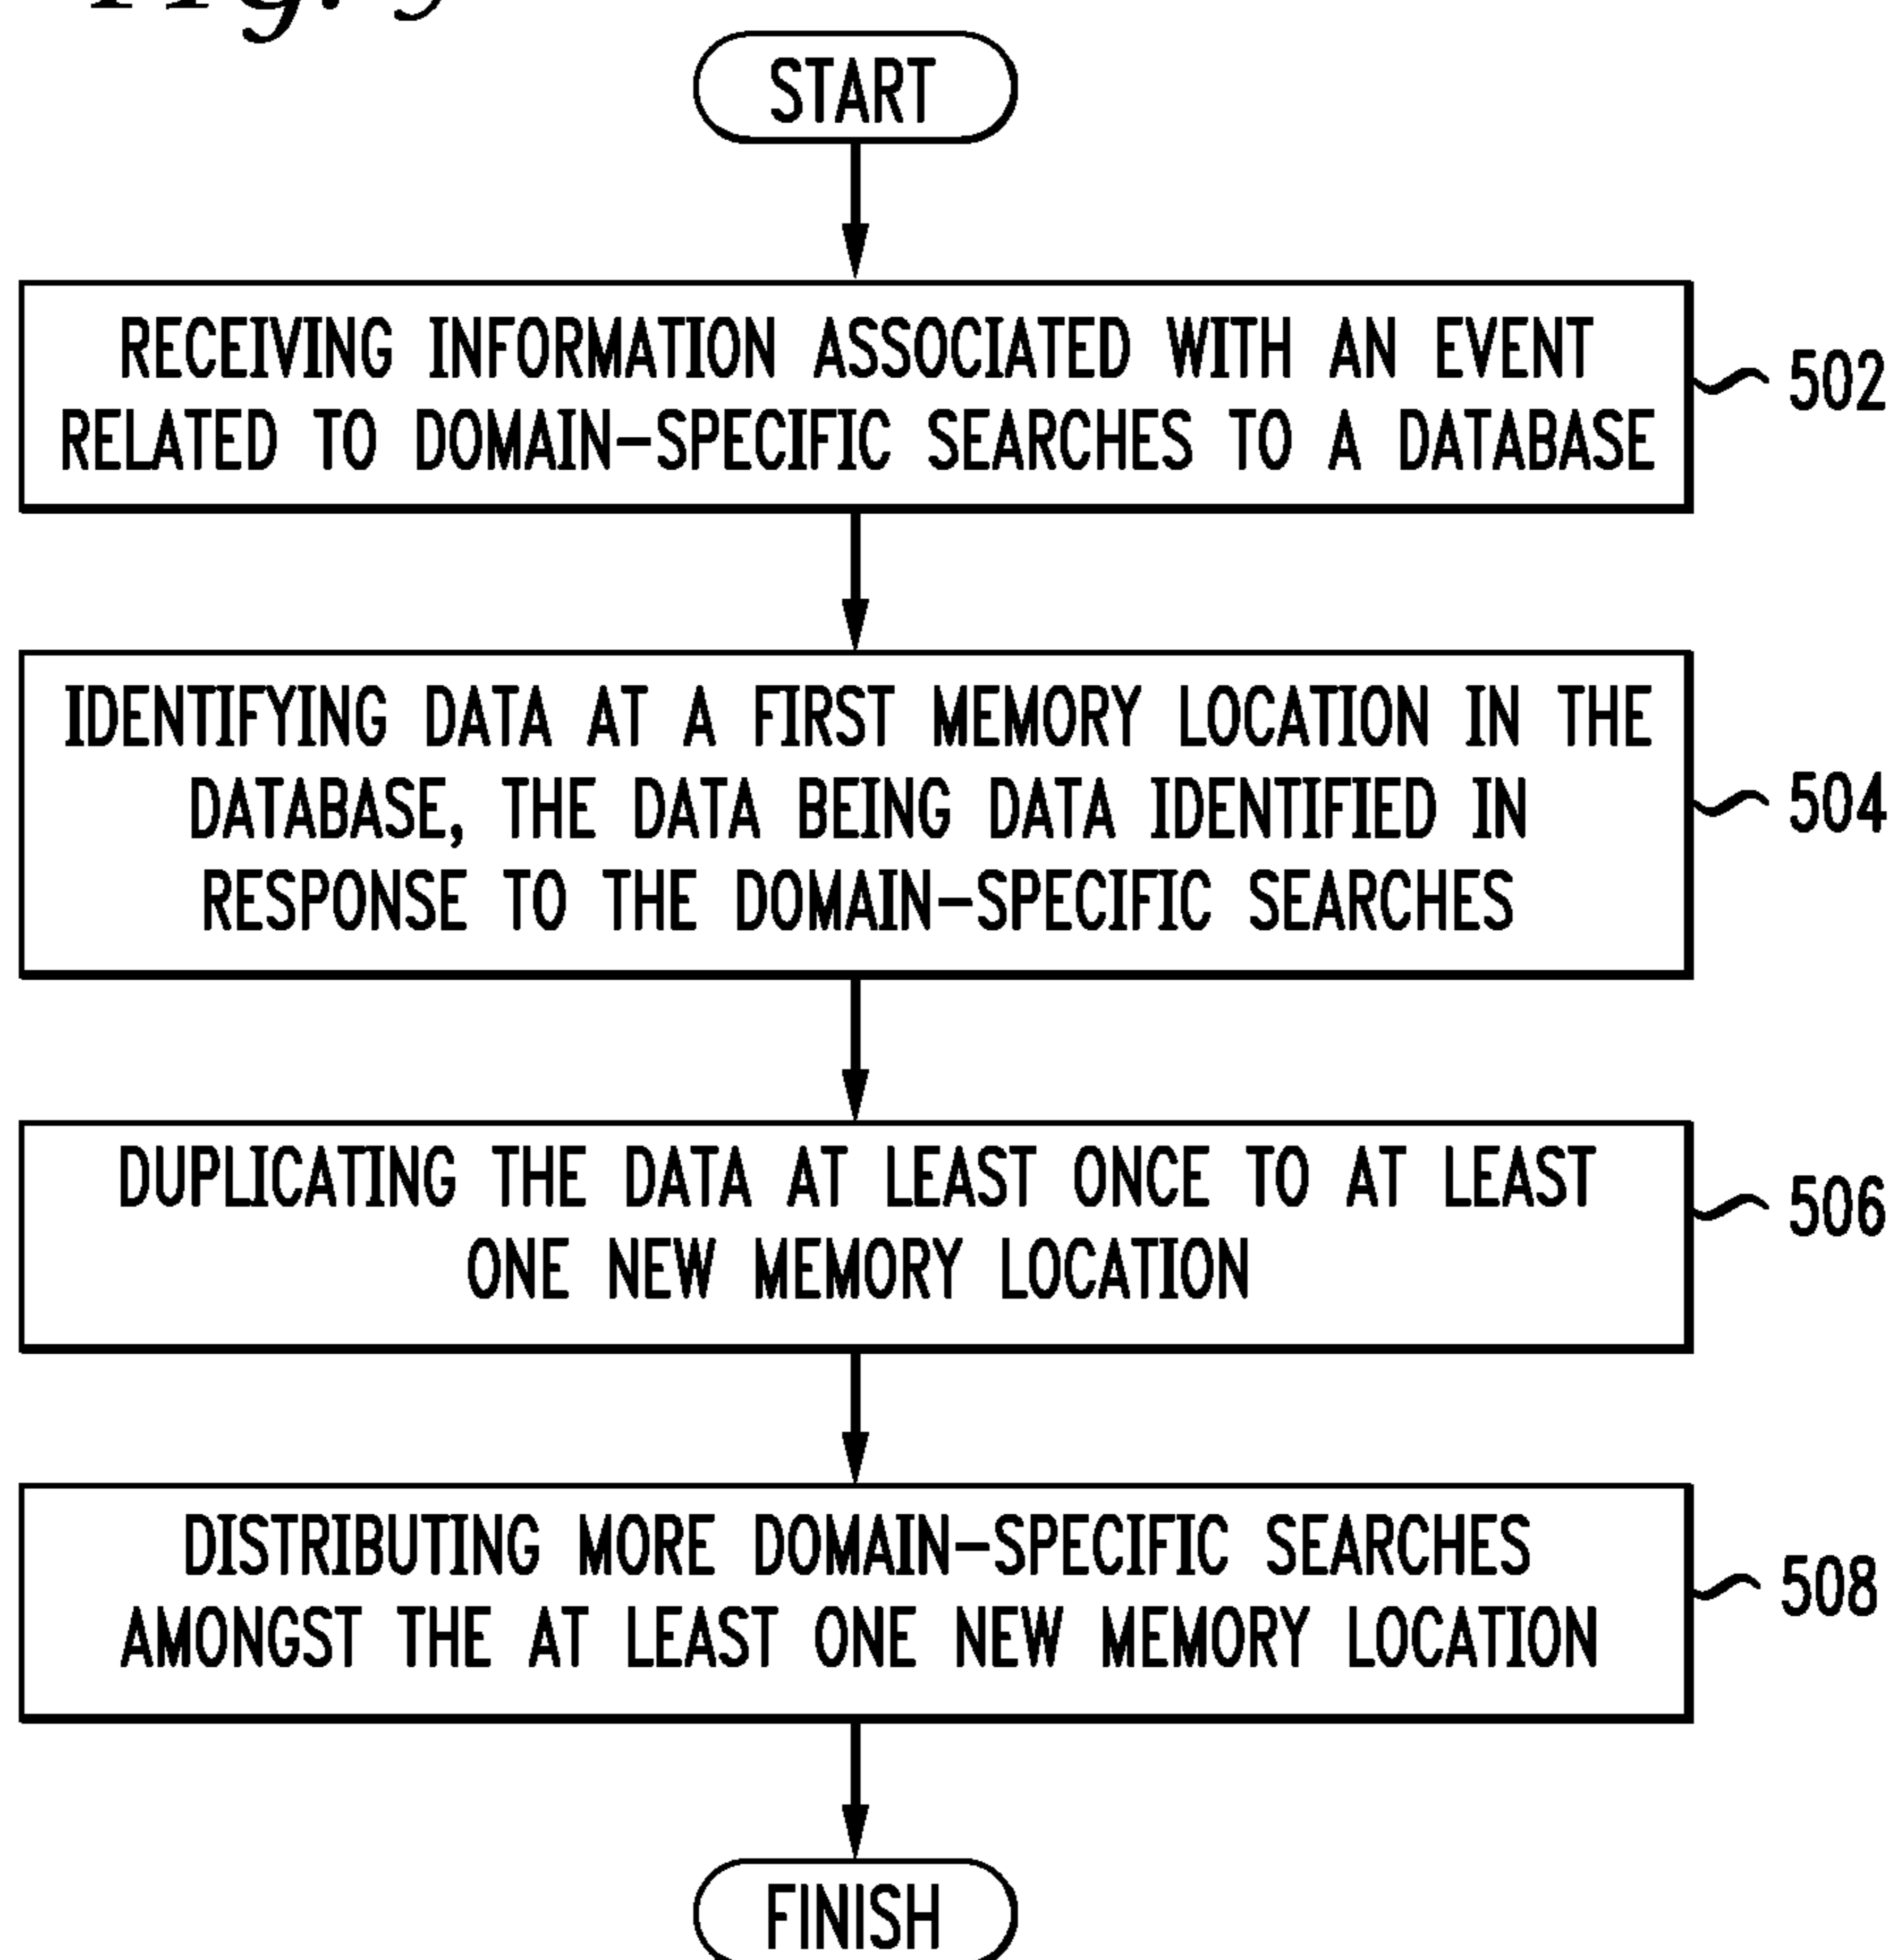 START
RECEIVING INFORMATION ASSOCIATED WITH AN EVENT
RELATED TO DOMAIN-SPECIFIC SEARCHES TO A DATABASE
502
IDENTIFYING DATA AT A FIRST MEMORY LOCATION IN THE
DATABASE, THE DATA BEING DATA IDENTIFIED IN
RESPONSE TO THE DOMAIN-SPECIFIC SEARCHES
504
DUPLICATING THE DATA AT LEAST ONCE TO AT LEAST
ONE NEW MEMORY LOCATION
506
DISTRIBUTING MORE DOMAIN-SPECIFIC SEARCHES
AMONGST THE AT LEAST ONE NEW MEMORY LOCATION
508
FINISH